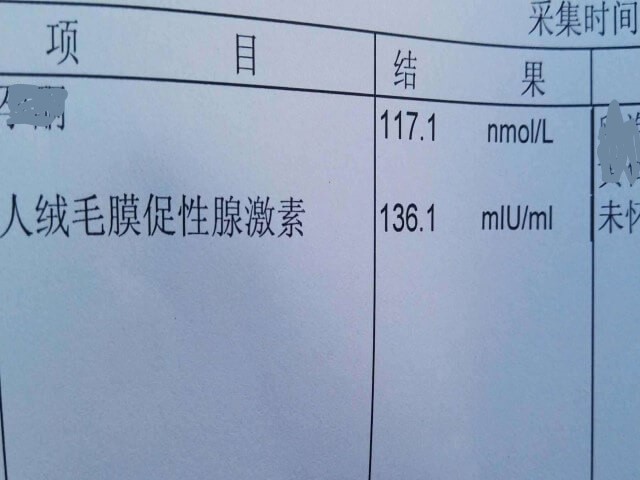 采集时间
项 目 结 果
117.1 nmol/L
人绒毛膜促性腺激素 136.1 mIU/ml 未怀